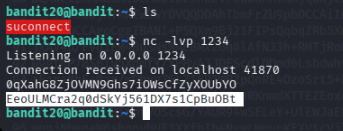 bandit20@bandit:~$ ls
suconnect
bandit20@bandit:~$ nc -lvp 1234
Listening on 0.0.0.0 1234
Connection received on localhost 41870
0qXahG8ZjOVMN9Ghs7iOWsCfZyXOUbYO
EeoULMCra2q0dSkYj561DX7s1CpBuOBt
bandit20@bandit:~$